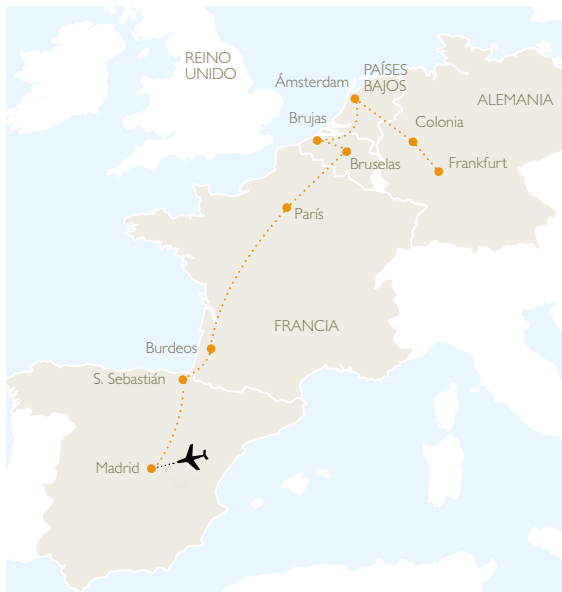 REINO
UNIDO
PAÍSES
BAJOS
Ámsterdam
ALEMANIA
Brujas
Colonia
Bruselas
Frankfurt
París
FRANCIA
Burdeos
S. Sebastián
Madrid